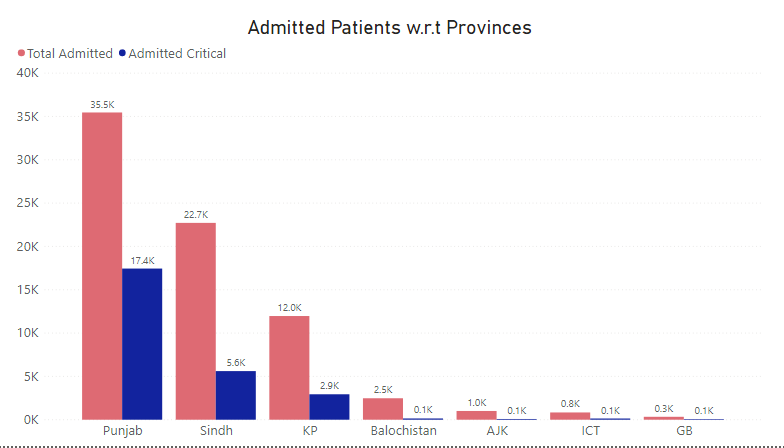 Admitted Patients w.r.t Provinces
Total Admitted Admitted Critical
40K
35K
30K
25K
20K
15K
10K
5K
0K
35.5K
17.4K
22.7K
5.6K
12.0K
2.9K
2.5K
0.1K
1.0K
0.1K
0.8K
0.1K
0.3K
0.1K
Punjab Sindh KP Balochistan AJK ICT GB